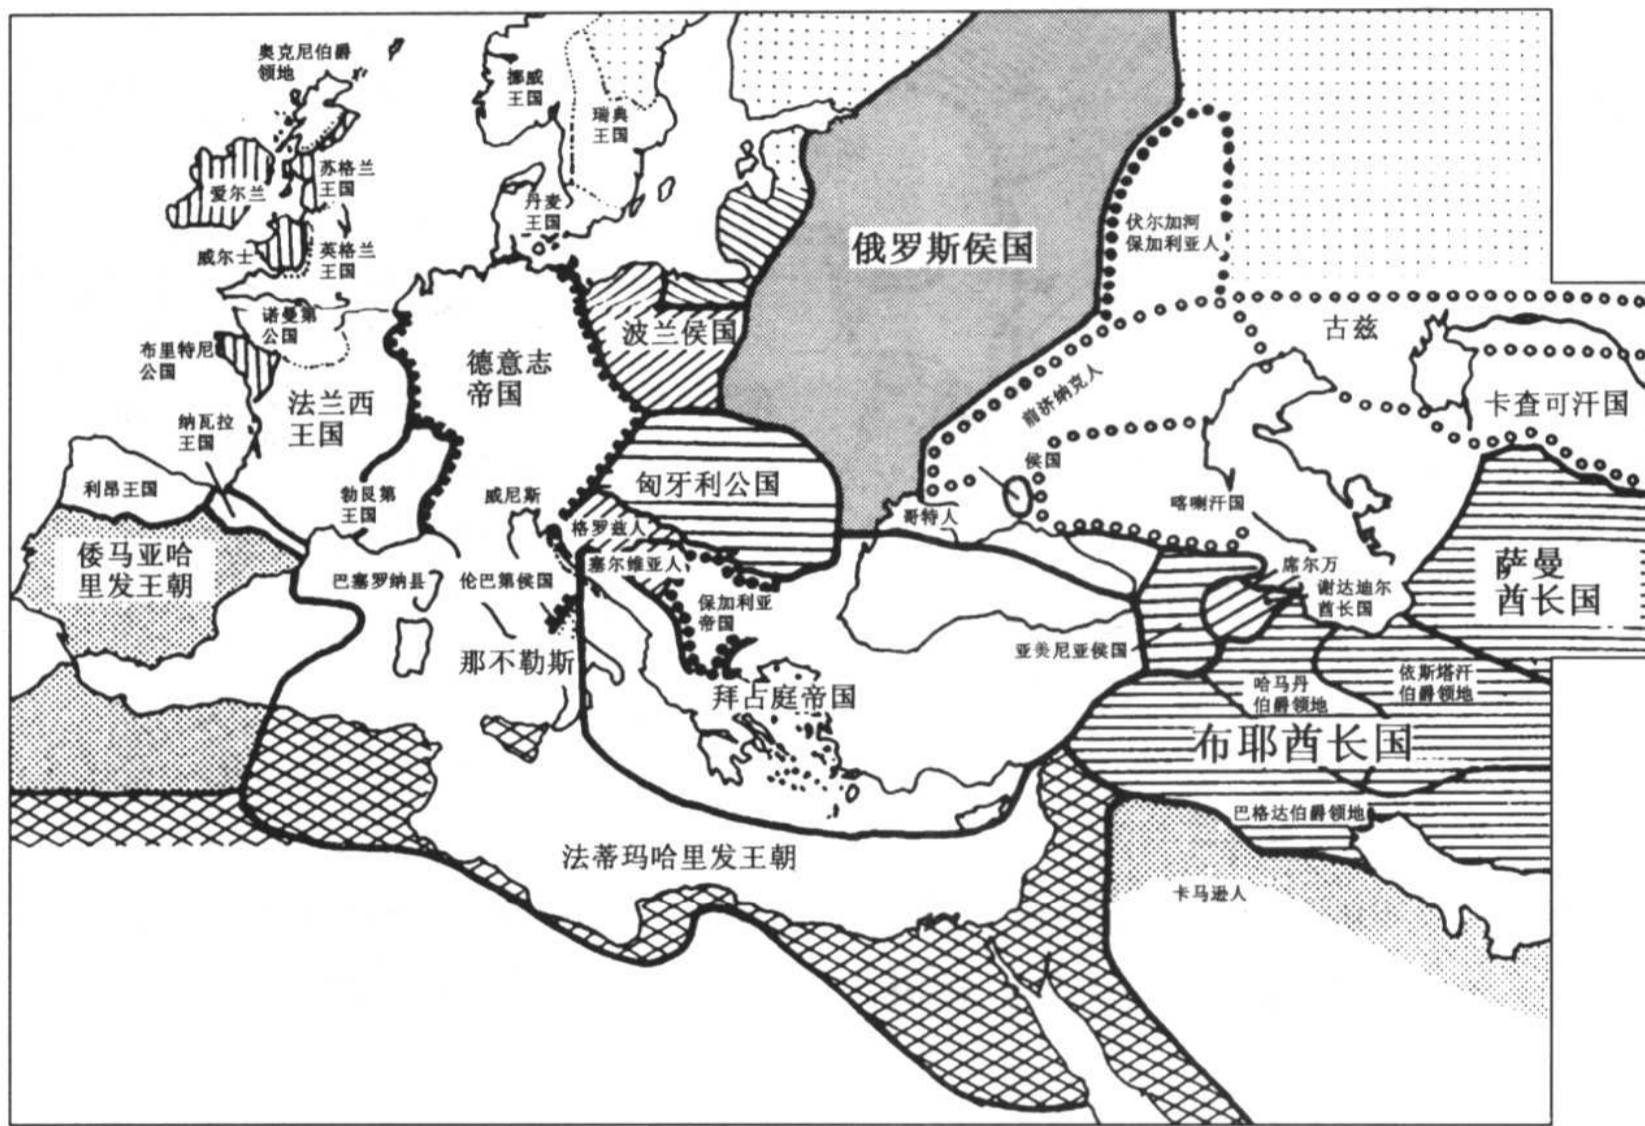 奥克尼伯爵
领地
挪威
王国
瑞典
王国
苏格兰
王国
爱尔兰
丹麦
王国
威尔士
英格兰
王国
伏尔加河
保加利亚人
俄罗斯侯国
诺曼第
公国
布里特尼
公国
波兰侯国
古兹
德意志
帝国
法兰西
王国
纳瓦拉
王国
济纳克人
卡查可汗国
侯国
利昂王国
勃艮第
王国
威尼斯
匈牙利公国
哥特人
喀喇汗国
格罗兹人
倭马亚哈
里发王朝
塞尔维亚人
席尔万
谢达迪尔
酋长国
萨曼
酋长国
巴塞罗纳县
伦巴第侯国
保加利亚
帝国
亚美尼亚侯国
那不勒斯
依斯塔汗
伯爵领地
哈马丹
伯爵领地
拜占庭帝国
布耶酋长国
巴格达伯爵领地
法蒂玛哈里发王朝
卡马逊人